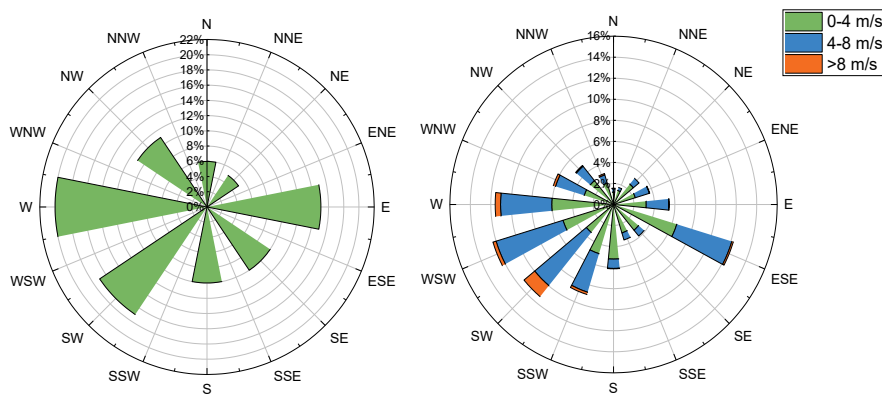 N
NNE
NE
ENE
E
ESE
SE
SSE
S
SSW
SW
WSW
W
WNW
NW
NNW
22%
20%
18%
16%
14%
12%
10%
8%
6%
4%
2%
0%
N
NNE
NE
ENE
E
ESE
SE
SSE
S
SSW
SW
WSW
W
WNW
NW
NNW
16%
14%
12%
10%
8%
6%
4%
2%
0%
0-4 m/s
4-8 m/s
>8 m/s